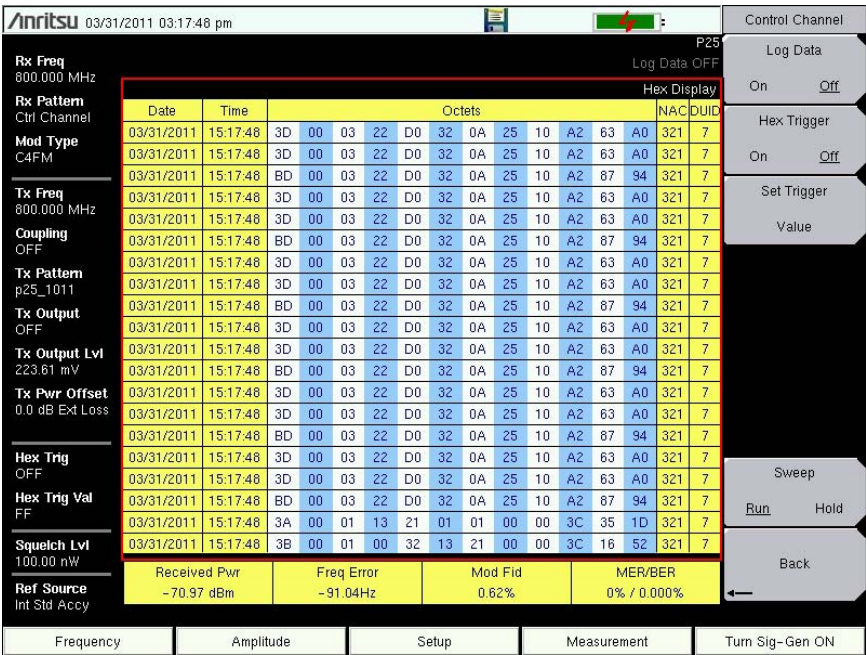 Anritsu 03/31/2011 03:17:48 pm
P25
Log Data OFF
Hex Display
Rx Freq
800.000 MHz
Rx Pattern
Ctrl Channel
Mod Type
C4FM
Tx Freq
800.000 MHz
Coupling
OFF
Tx Pattern
p25_1011
Tx Output
OFF
Tx Output Lvl
223.61 mV
Tx Pwr Offset
0.0 dB Ext Loss
Hex Trig
OFF
Hex Trig Val
FF
Squelch Lvl
100.00 nW
Ref Source
Int Std Accy
Date Time Octets NAC DUID
03/31/2011 15:17:48 3D 00 03 22 D0 32 0A 25 10 A2 63 A0 321 7
03/31/2011 15:17:48 3D 00 03 22 D0 32 0A 25 10 A2 63 A0 321 7
03/31/2011 15:17:48 BD 00 03 22 D0 32 0A 25 10 A2 87 94 321 7
03/31/2011 15:17:48 3D 00 03 22 D0 32 0A 25 10 A2 63 A0 321 7
03/31/2011 15:17:48 3D 00 03 22 D0 32 0A 25 10 A2 63 A0 321 7
03/31/2011 15:17:48 BD 00 03 22 D0 32 0A 25 10 A2 87 94 321 7
03/31/2011 15:17:48 3D 00 03 22 D0 32 0A 25 10 A2 63 A0 321 7
03/31/2011 15:17:48 3D 00 03 22 D0 32 0A 25 10 A2 63 A0 321 7
03/31/2011 15:17:48 BD 00 03 22 D0 32 0A 25 10 A2 87 94 321 7
03/31/2011 15:17:48 3D 00 03 22 D0 32 0A 25 10 A2 63 A0 321 7
03/31/2011 15:17:48 3D 00 03 22 D0 32 0A 25 10 A2 63 A0 321 7
03/31/2011 15:17:48 BD 00 03 22 D0 32 0A 25 10 A2 87 94 321 7
03/31/2011 15:17:48 3D 00 03 22 D0 32 0A 25 10 A2 63 A0 321 7
03/31/2011 15:17:48 3D 00 03 22 D0 32 0A 25 10 A2 63 A0 321 7
03/31/2011 15:17:48 BD 00 03 22 D0 32 0A 25 10 A2 87 94 321 7
03/31/2011 15:17:48 3D 00 03 22 D0 32 0A 25 10 A2 63 A0 321 7
03/31/2011 15:17:48 3D 00 03 22 D0 32 0A 25 10 A2 63 A0 321 7
03/31/2011 15:17:48 BD 00 03 22 D0 32 0A 25 10 A2 87 94 321 7
03/31/2011 15:17:48 3A 00 01 13 21 01 01 00 00 3C 35 1D 321 7
03/31/2011 15:17:48 3B 00 01 00 32 13 21 00 00 3C 16 52 321 7
Received Pwr Freq Error Mod Fid MER/BER
-70.97 dBm -91.04Hz 0.62% 0% / 0.000%
Control Channel
Log Data
On Off
Hex Trigger
On Off
Set Trigger
Value
Sweep
Run Hold
Back
Frequency Amplitude Setup Measurement Turn Sig-Gen ON